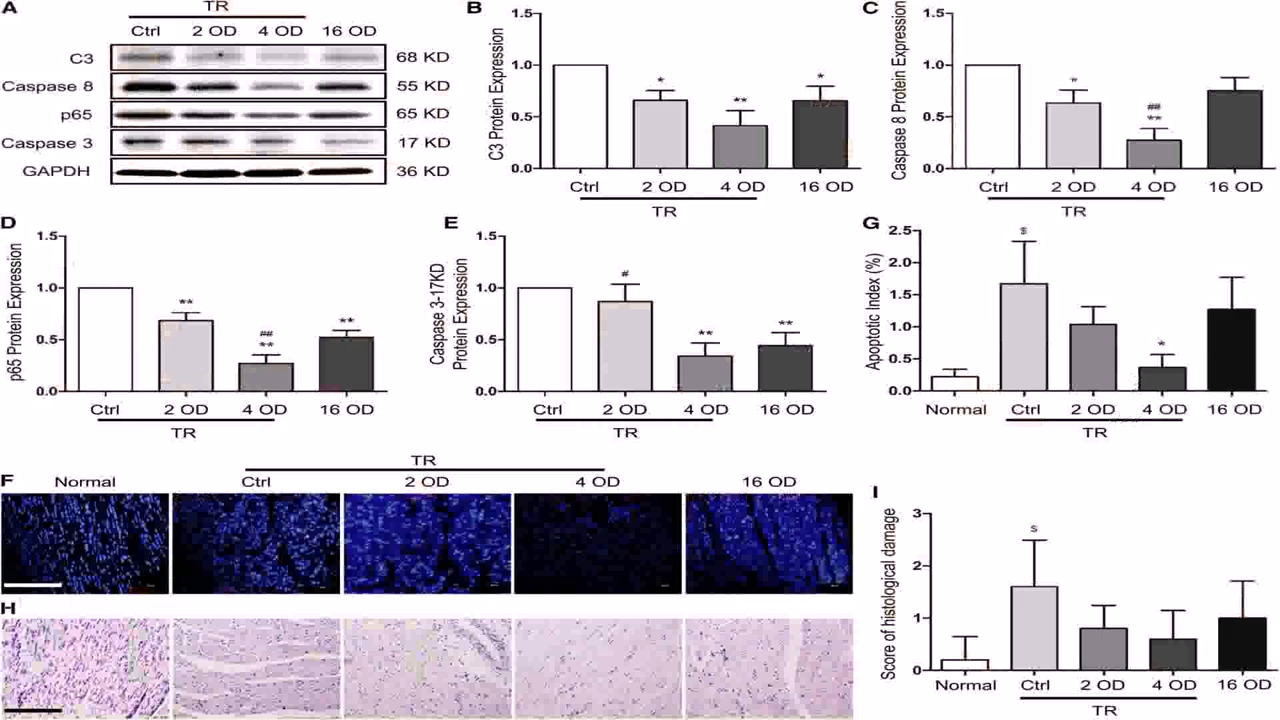 A
TR
Ctrl 2 OD 4 OD 16 OD
C3 68 KD
Caspase 8 55 KD
p65 65 KD
Caspase 3 17 KD
GAPDH 36 KD
B
C3 Protein Expression
1.5
1.0
0.5
0.0
*
**
*
Ctrl 2 OD 4 OD 16 OD
TR
C
Caspase 8 Protein Expression
1.5
1.0
0.5
0.0
*
##
**
Ctrl 2 OD 4 OD 16 OD
TR
D
p65 Protein Expression
1.5
1.0
0.5
0.0
**
##
**
**
Ctrl 2 OD 4 OD 16 OD
TR
E
Caspase 3-17KD
Protein Expression
1.5
1.0
0.5
0.0
#
**
**
Ctrl 2 OD 4 OD 16 OD
TR
G
Apoptotic Index (%)
2.5
2.0
1.5
1.0
0.5
0.0
$
*
Normal Ctrl 2 OD 4 OD 16 OD
TR
F
TR
Normal Ctrl 2 OD 4 OD 16 OD
H
I
Score of histological damage
3
2
1
0
$
Normal Ctrl 2 OD 4 OD 16 OD
TR